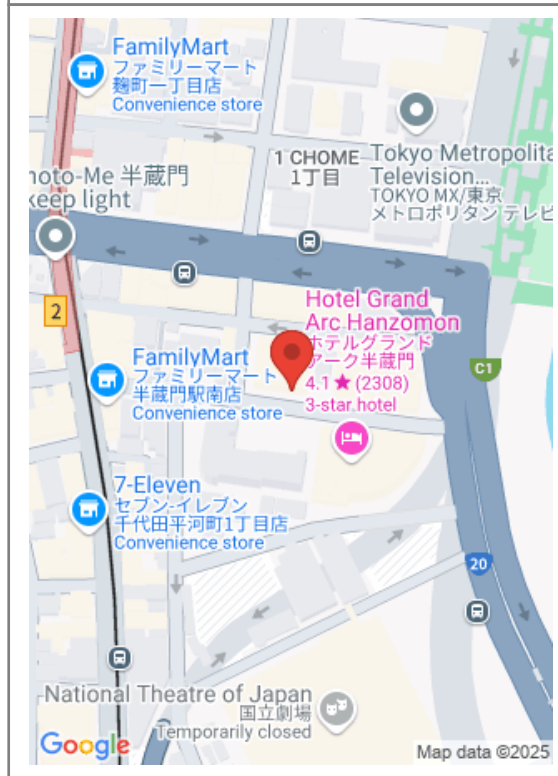 FamilyMart
ファミリーマート
麹町一丁目店
Convenience store
1 CHOME
1丁目
Tokyo Metropolita
Television...
TOKYO MX/東京
メトロポリタンテレビ
hoto-Me 半蔵門
keep light
2
Hotel Grand
Arc Hanzomon
ホテルグランド
アーク半蔵門
4.1★ (2308)
3-star hotel
C1
FamilyMart
ファミリーマート
半蔵門駅南店
Convenience store
7-Eleven
セブン-イレブン
千代田平河町1丁目店
Convenience store
20
National Theatre of Japan
国立劇場
Temporarily closed
Google
Map data ©2025